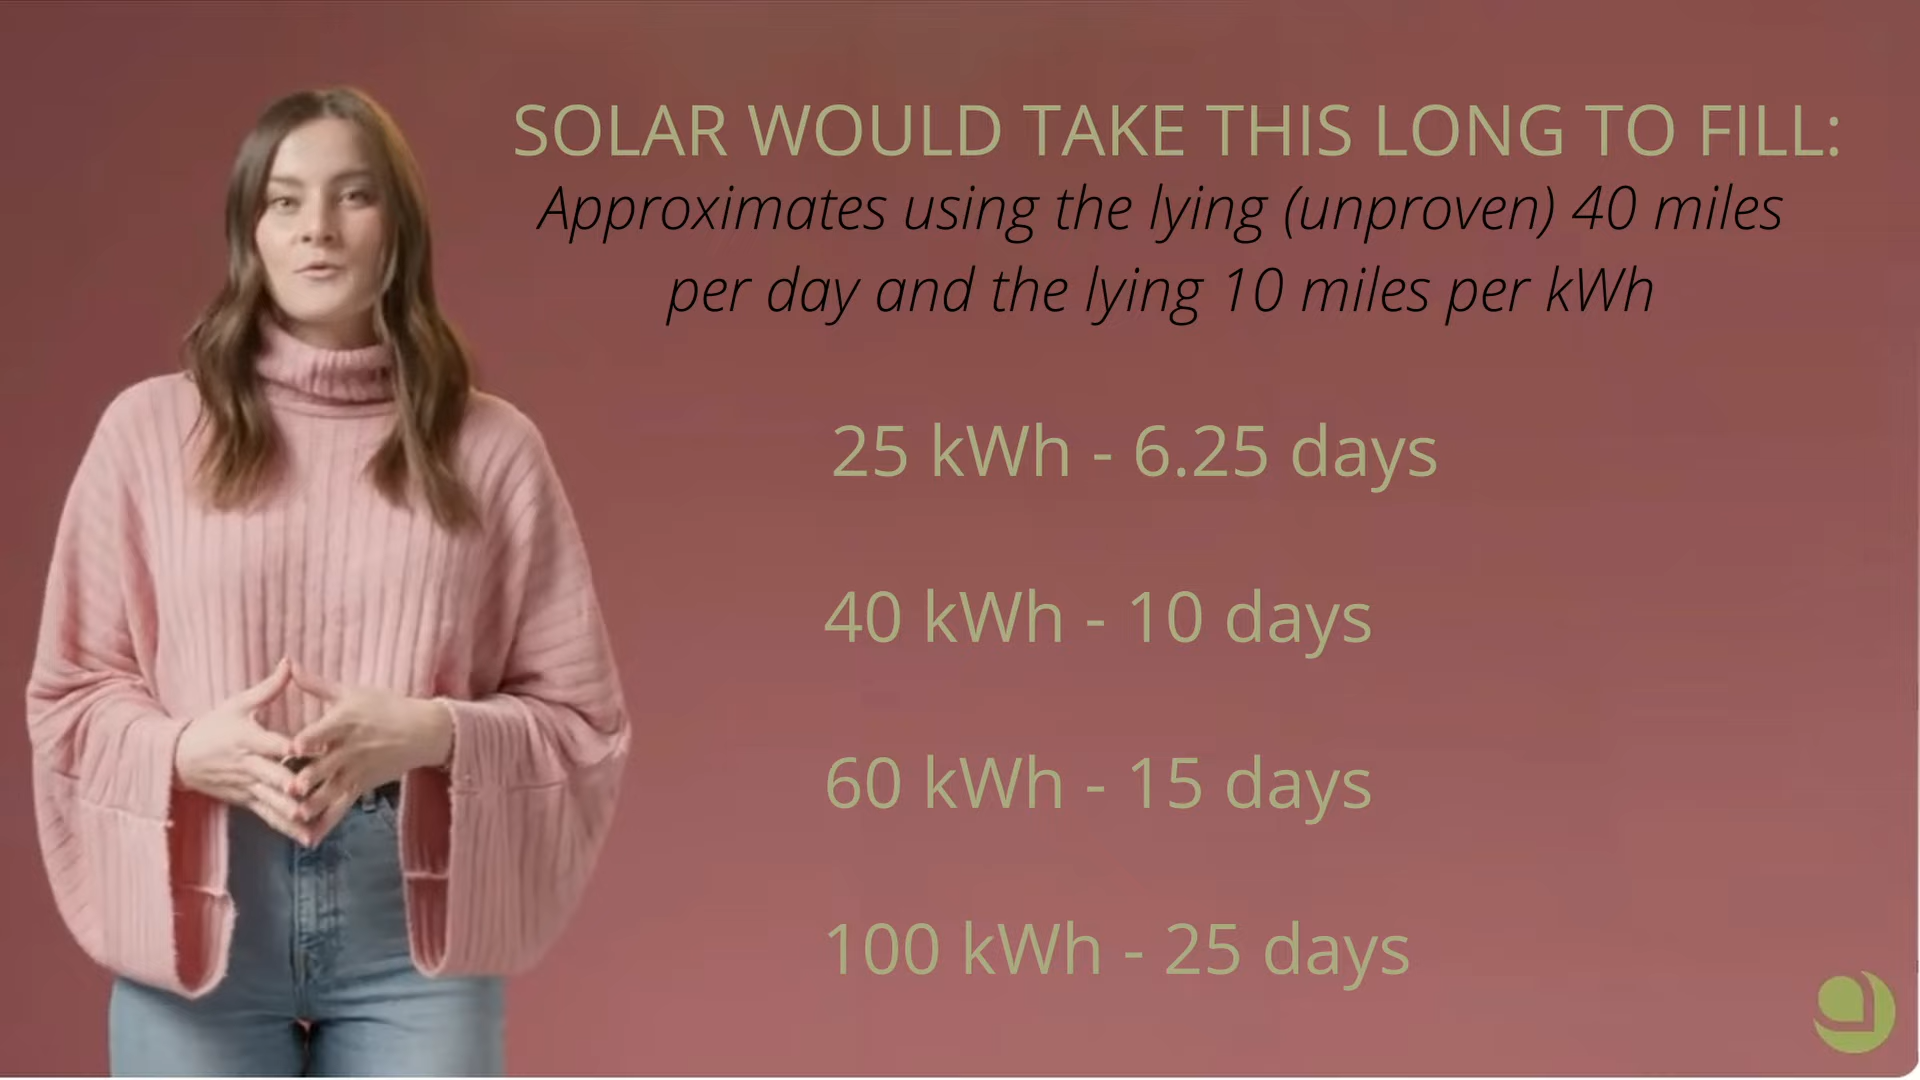 SOLAR WOULD TAKE THIS LONG TO FILL:
Approximates using the lying (unproven) 40 miles
per day and the lying 10 miles per kWh
25 kWh - 6.25 days
40 kWh - 10 days
60 kWh - 15 days
100 kWh - 25 days